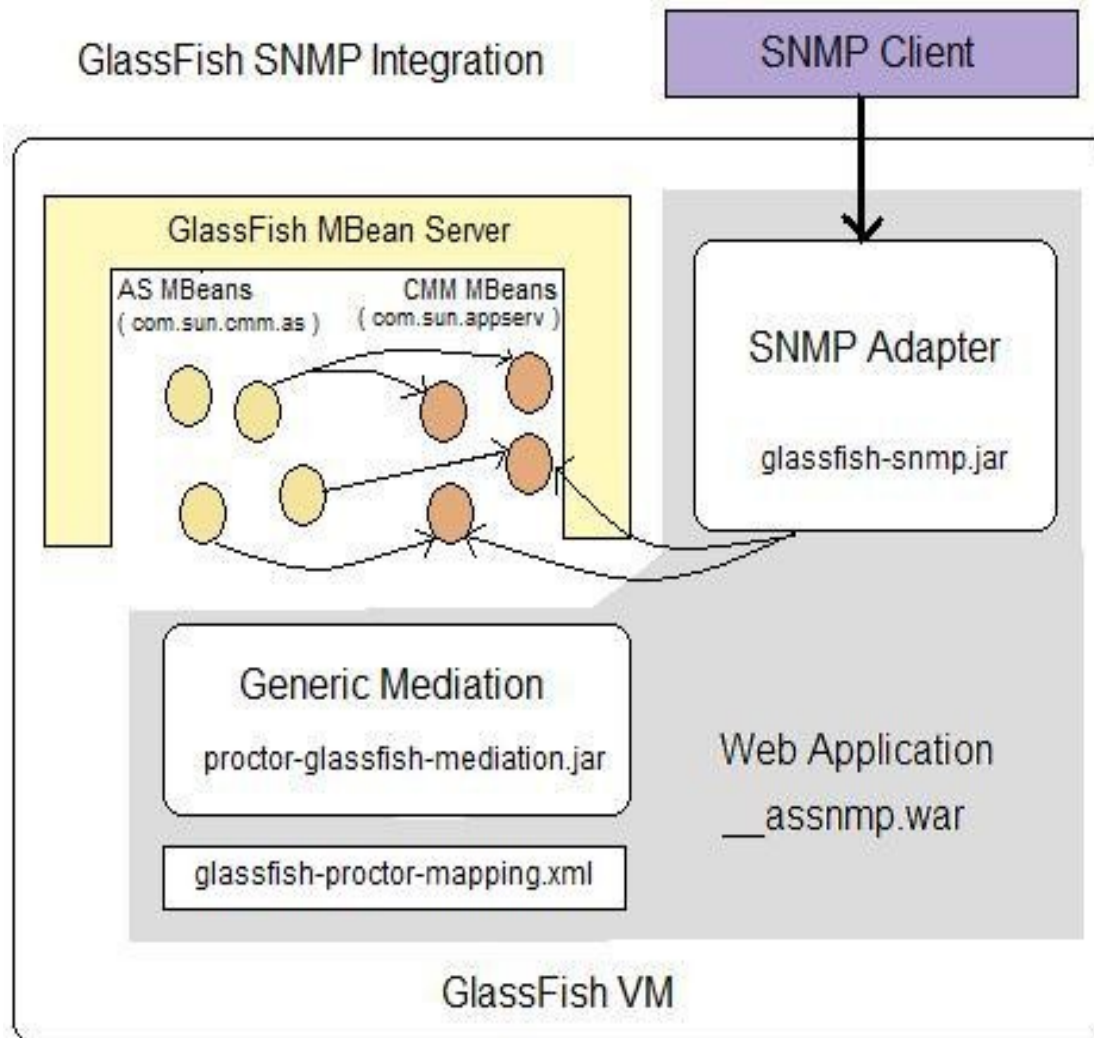 GlassFish SNMP Integration
SNMP Client
GlassFish MBean Server
AS MBeans
( com.sun.cmm.as )
CMM MBeans
( com.sun.appserv )
SNMP Adapter
glassfish-snmp.jar
Generic Mediation
proctor-glassfish-mediation.jar
glassfish-proctor-mapping.xml
Web Application
__assnmp.war
GlassFish VM